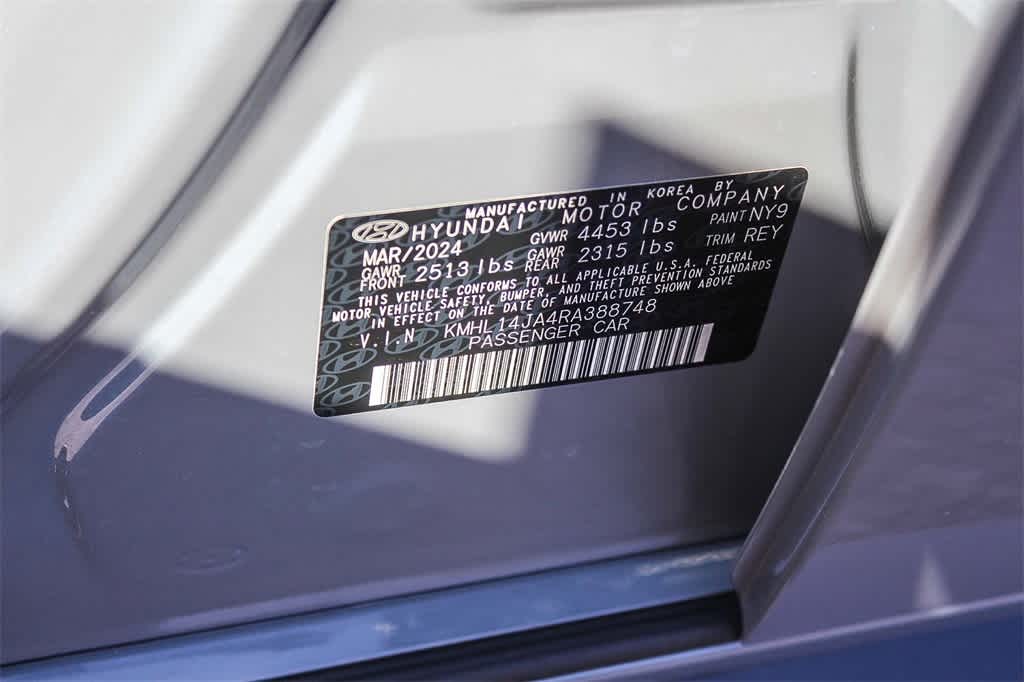 MANUFACTURED IN KOREA BY
HYUNDAI MOTOR COMPANY
MAR/2024 GVWR 4453 lbs PAINT NY9
GAWR FRONT 2513 lbs GAWR REAR 2315 lbs TRIM REY
THIS VEHICLE CONFORMS TO ALL APPLICABLE U.S.A. FEDERAL
MOTOR VEHICLE SAFETY, BUMPER, AND THEFT PREVENTION STANDARDS
IN EFFECT ON THE DATE OF MANUFACTURE SHOWN ABOVE
V.I.N KMHL14JA4RA388748
PASSENGER CAR